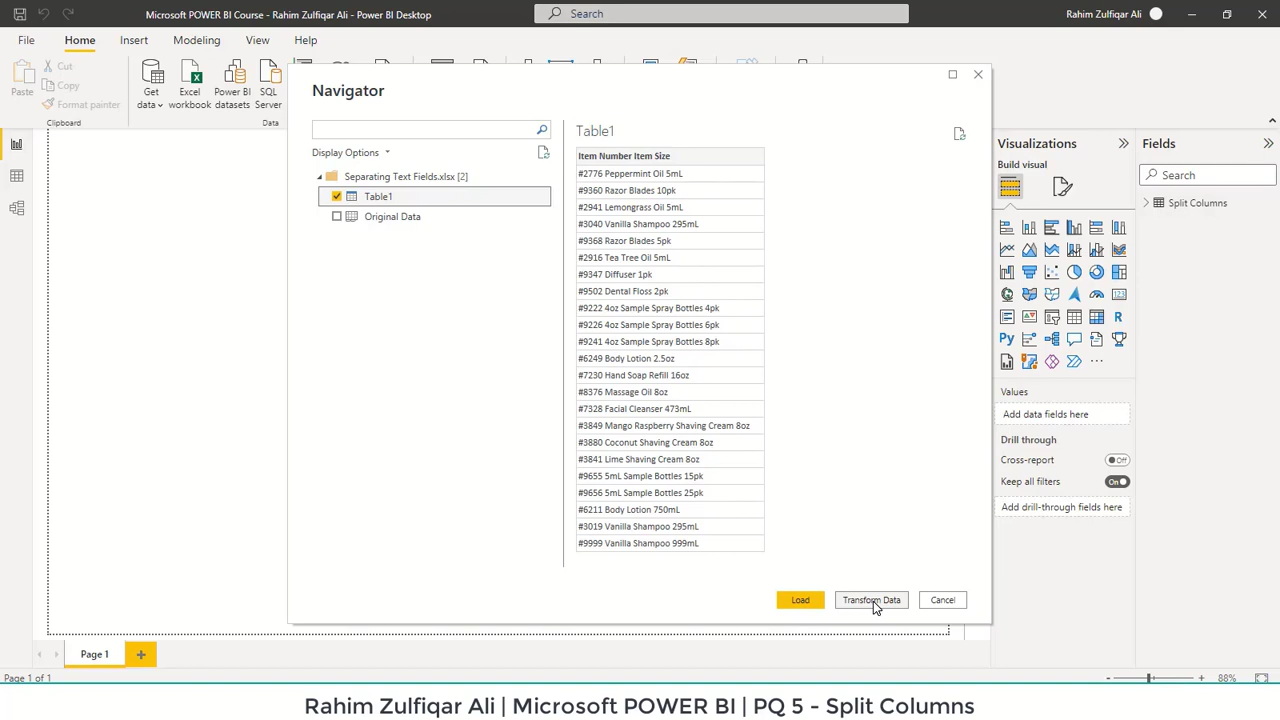 Microsoft POWER BI Course - Rahim Zulfiqar Ali - Power BI Desktop
Search
Rahim Zulfiqar Ali
File
Home
Insert
Modeling
View
Help
Paste
Cut
Copy
Format painter
Clipboard
Get data
Excel workbook
Power BI datasets
SQL Server
Data
Navigator
Display Options
Separating Text Fields.xlsx [2]
Table1
Original Data
Table1
Item Number Item Size
#2776 Peppermint Oil 5mL
#9360 Razor Blades 10pk
#2941 Lemongrass Oil 5mL
#3040 Vanilla Shampoo 295mL
#9368 Razor Blades 5pk
#2916 Tea Tree Oil 5mL
#9347 Diffuser 1pk
#9502 Dental Floss 2pk
#9222 4oz Sample Spray Bottles 4pk
#9226 4oz Sample Spray Bottles 6pk
#9241 4oz Sample Spray Bottles 8pk
#6249 Body Lotion 2.5oz
#7230 Hand Soap Refill 16oz
#8376 Massage Oil 8oz
#7328 Facial Cleanser 473mL
#3849 Mango Raspberry Shaving Cream 8oz
#3880 Coconut Shaving Cream 8oz
#3841 Lime Shaving Cream 8oz
#9655 5mL Sample Bottles 15pk
#9656 5mL Sample Bottles 25pk
#6211 Body Lotion 750mL
#3019 Vanilla Shampoo 295mL
#9999 Vanilla Shampoo 999mL
Load
Transform Data
Cancel
Visualizations
Build visual
R
Py
Values
Add data fields here
Drill through
Cross-report
Off
Keep all filters
On
Add drill-through fields here
Fields
Search
Split Columns
Page 1
Page 1 of 1
88%
Rahim Zulfiqar Ali | Microsoft POWER BI | PQ 5 - Split Columns